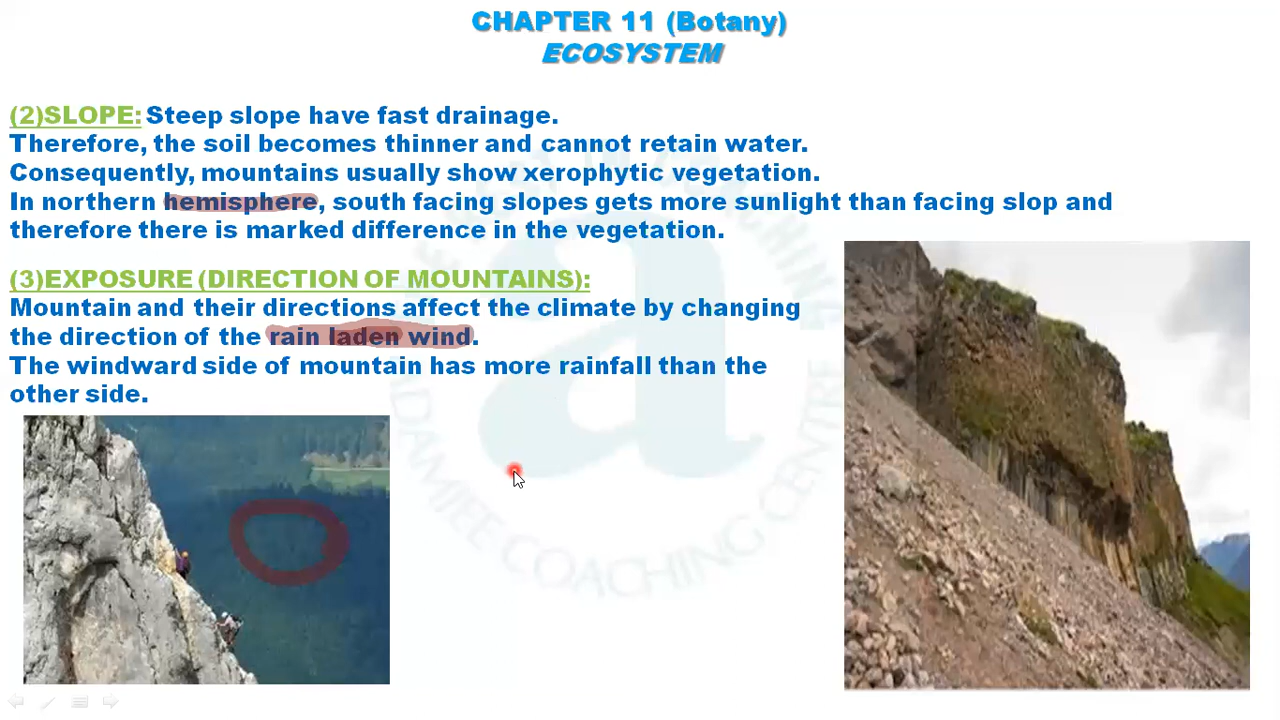 CHAPTER 11 (Botany)
ECOSYSTEM
(2)SLOPE: Steep slope have fast drainage.
Therefore, the soil becomes thinner and cannot retain water.
Consequently, mountains usually show xerophytic vegetation.
In northern hemisphere, south facing slopes gets more sunlight than facing slop and
therefore there is marked difference in the vegetation.
(3)EXPOSURE (DIRECTION OF MOUNTAINS):
Mountain and their directions affect the climate by changing
the direction of the rain laden wind.
The windward side of mountain has more rainfall than the
other side.
a
ADAMJEE COACHING CENTRE